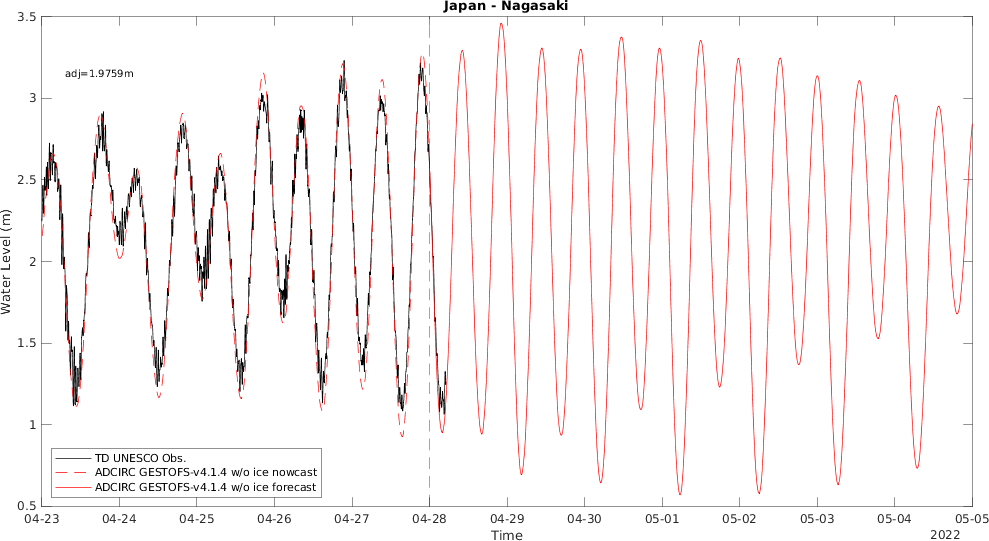 Japan - Nagasaki
3.5
3
2.5
2
1.5
1
0.5
Water Level (m)
adj=1.9759m
TD UNESCO Obs.
ADCIRC GESTOFS-v4.1.4 w/o ice nowcast
ADCIRC GESTOFS-v4.1.4 w/o ice forecast
04-23 04-24 04-25 04-26 04-27 04-28 04-29 04-30 05-01 05-02 05-03 05-04 05-05
Time
2022